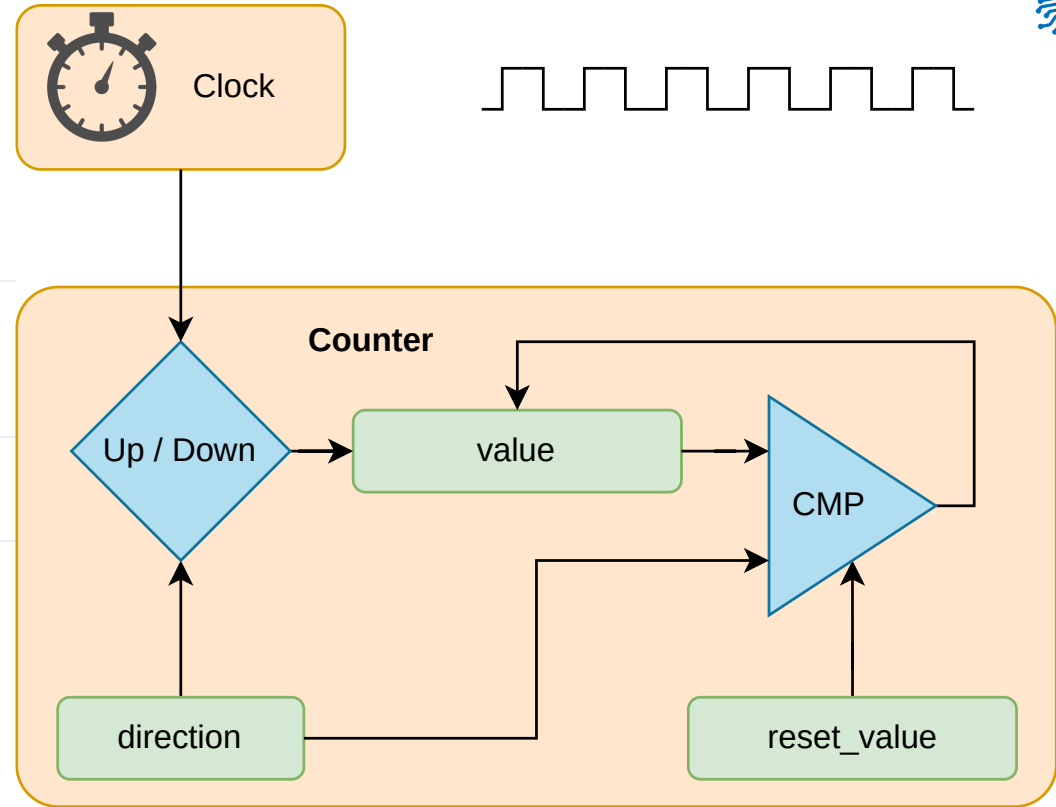 Clock
Counter
Up / Down
value
CMP
direction
reset_value